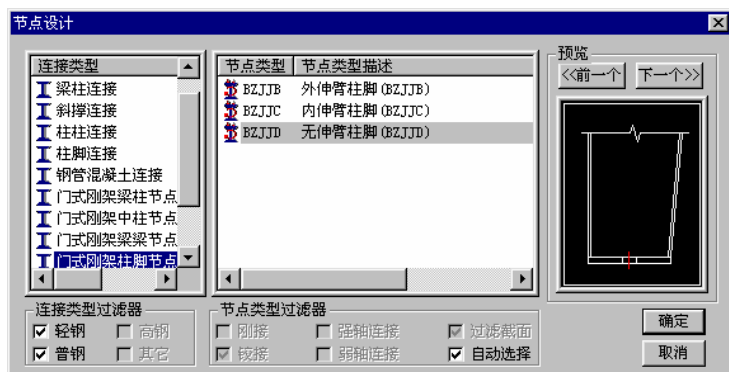 节点设计
连接类型
梁柱连接
斜撑连接
柱柱连接
柱脚连接
钢管混凝土连接
门式刚架梁柱节点
门式刚架中柱节点
门式刚架梁梁节点
门式刚架柱脚节点
节点类型 节点类型描述
BZJJB 外伸臂柱脚(BZJJB)
BZJJC 内伸臂柱脚(BZJJC)
BZJJD 无伸臂柱脚(BZJJD)
预览
<<前一个 下一个>>
连接类型过滤器
轻钢 高钢
普钢 其它
节点类型过滤器
刚接 强轴连接 过滤截面
铰接 弱轴连接 自动选择
确定
取消